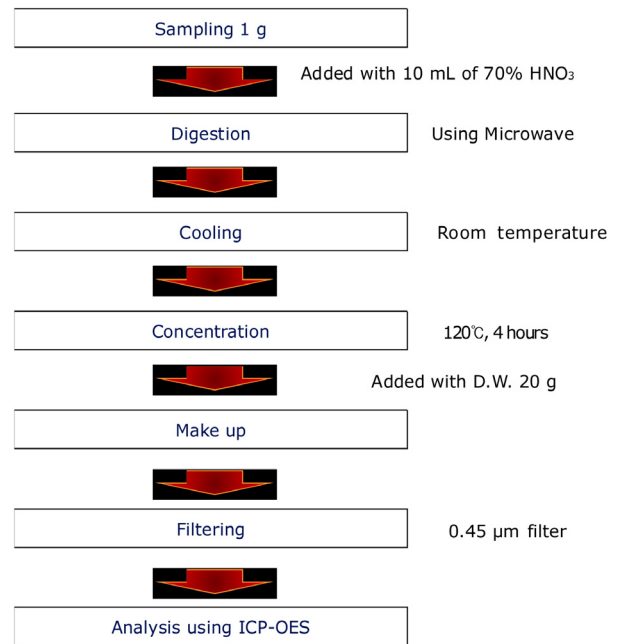 Sampling 1 g
Added with 10 mL of 70% HNO₃
Digestion
Using Microwave
Cooling
Room temperature
Concentration
120℃, 4 hours
Added with D.W. 20 g
Make up
Filtering
0.45 μm filter
Analysis using ICP-OES